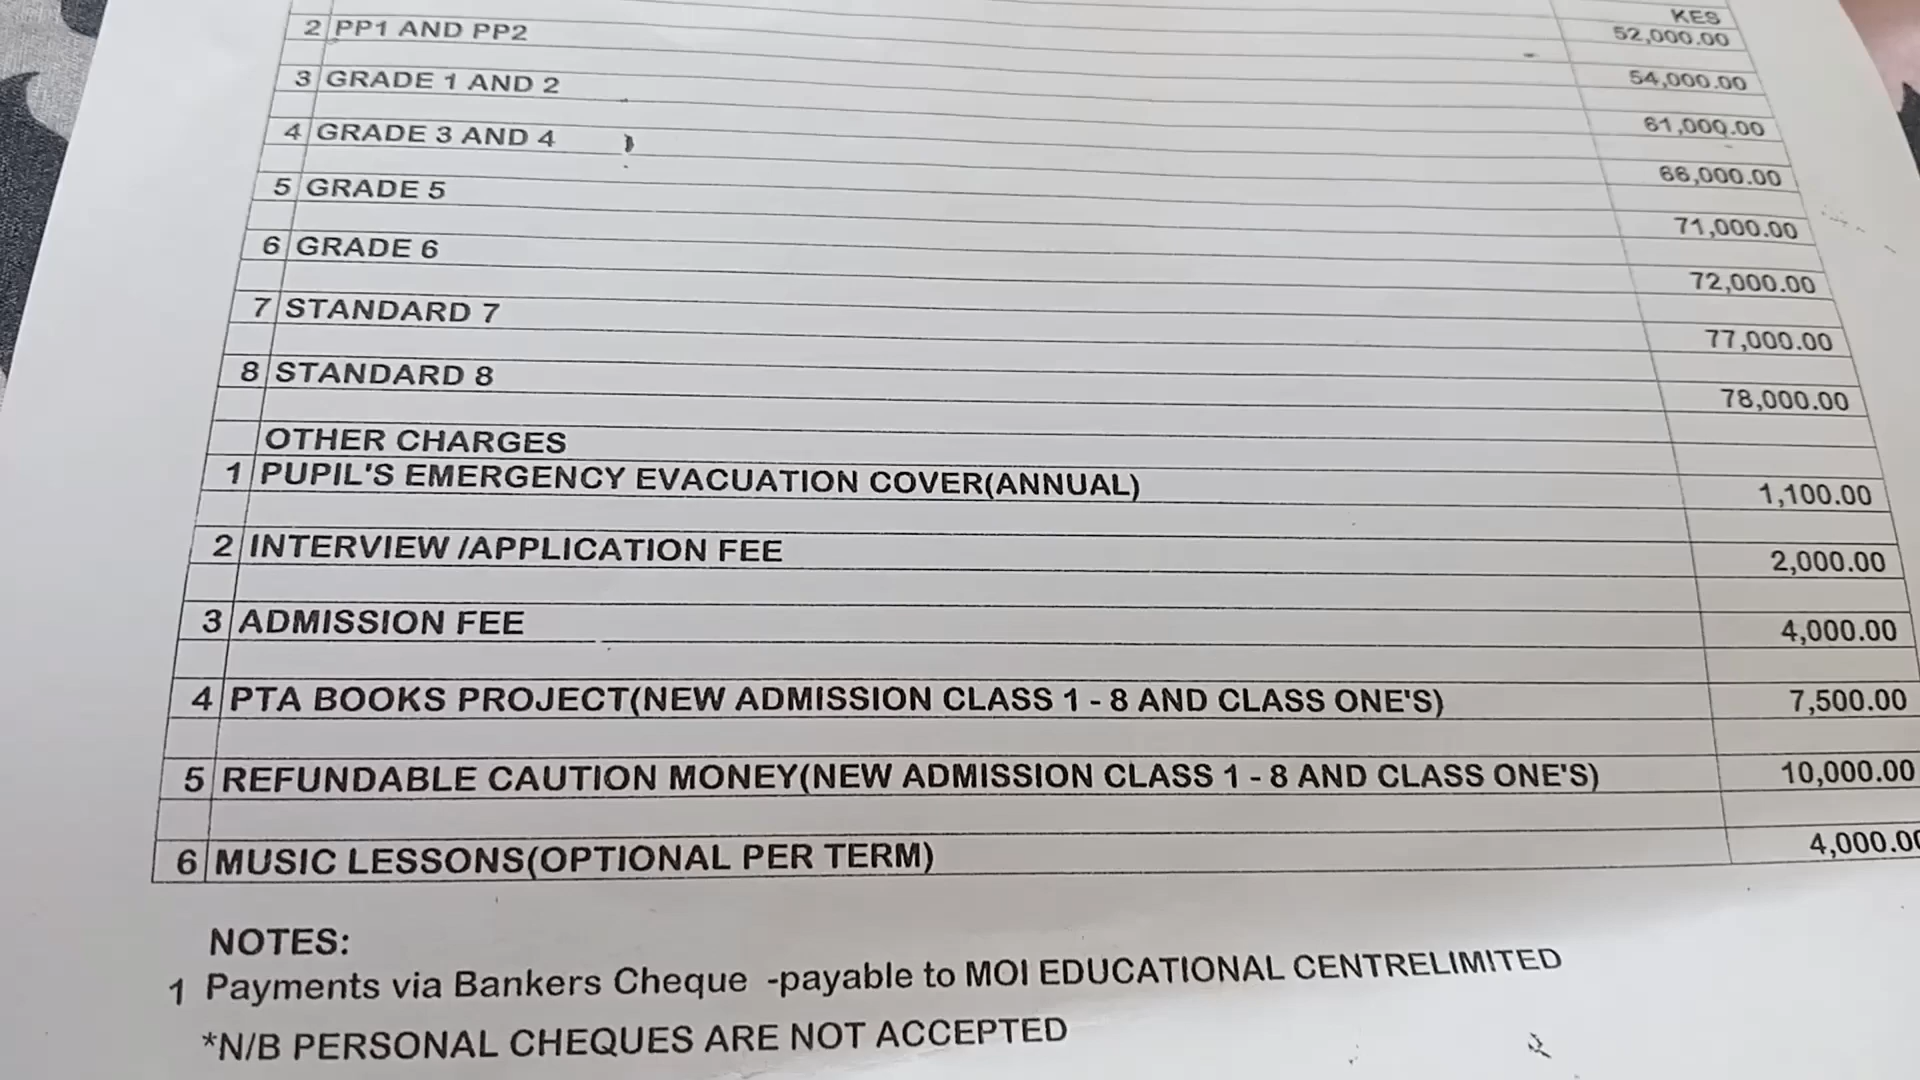 KES
52,000.00
2 PP1 AND PP2 54,000.00
3 GRADE 1 AND 2 61,000.00
4 GRADE 3 AND 4 66,000.00
5 GRADE 5 71,000.00
6 GRADE 6 72,000.00
7 STANDARD 7 77,000.00
8 STANDARD 8 78,000.00
OTHER CHARGES
1 PUPIL'S EMERGENCY EVACUATION COVER(ANNUAL) 1,100.00
2 INTERVIEW /APPLICATION FEE 2,000.00
3 ADMISSION FEE 4,000.00
4 PTA BOOKS PROJECT(NEW ADMISSION CLASS 1 - 8 AND CLASS ONE'S) 7,500.00
5 REFUNDABLE CAUTION MONEY(NEW ADMISSION CLASS 1 - 8 AND CLASS ONE'S) 10,000.00
6 MUSIC LESSONS(OPTIONAL PER TERM) 4,000.00
NOTES:
1 Payments via Bankers Cheque -payable to MOI EDUCATIONAL CENTRELIMITED
*N/B PERSONAL CHEQUES ARE NOT ACCEPTED